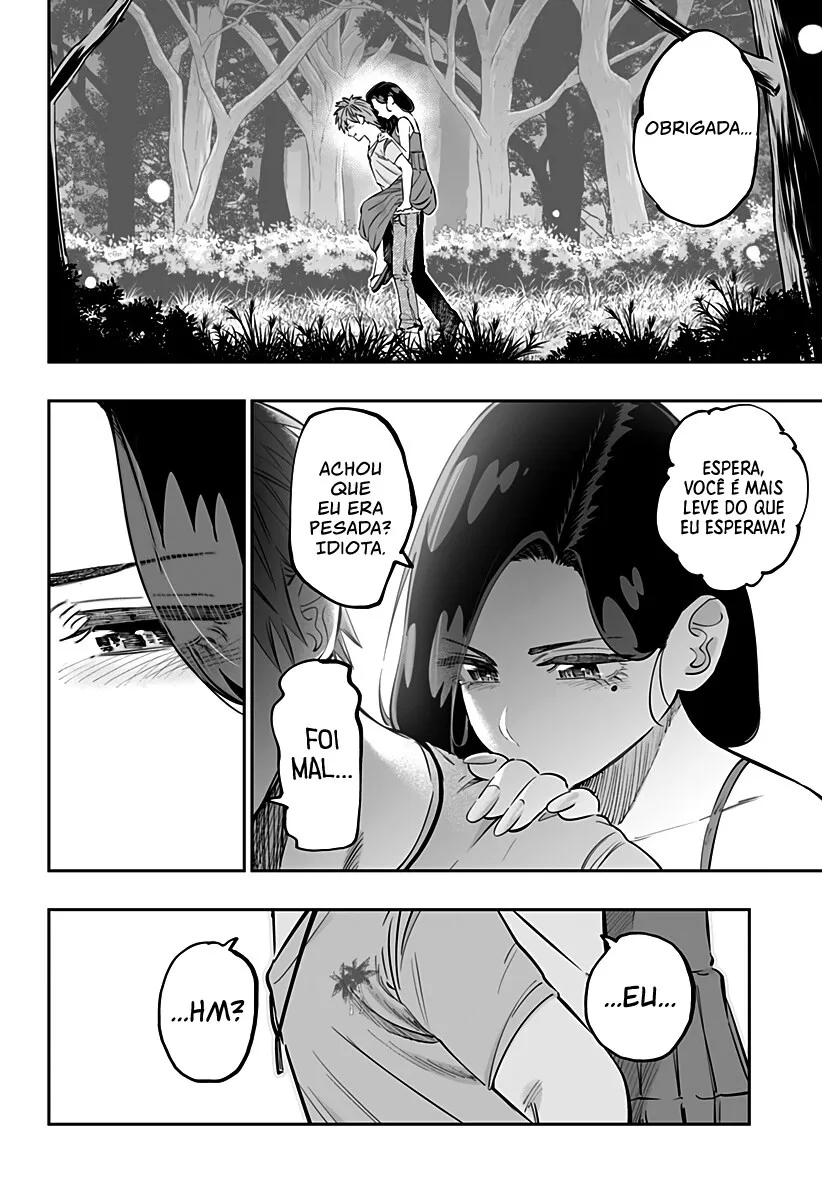 OBRIGADA...
ESPERA,
VOCÊ É MAIS
LEVE DO QUE
EU ESPERAVA!
ACHOU
QUE
EU ERA
PESADA?
IDIOTA.
FOI
MAL...
...EU...
...HM?